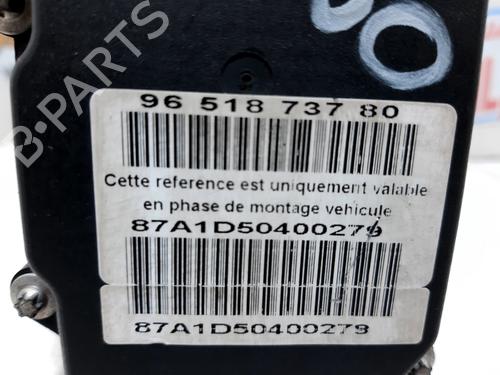 96 518 737 80
Cette reference est uniquement valable
en phase de montage vehicule
87A1D50400279
87A1D50400279
B-PARTS